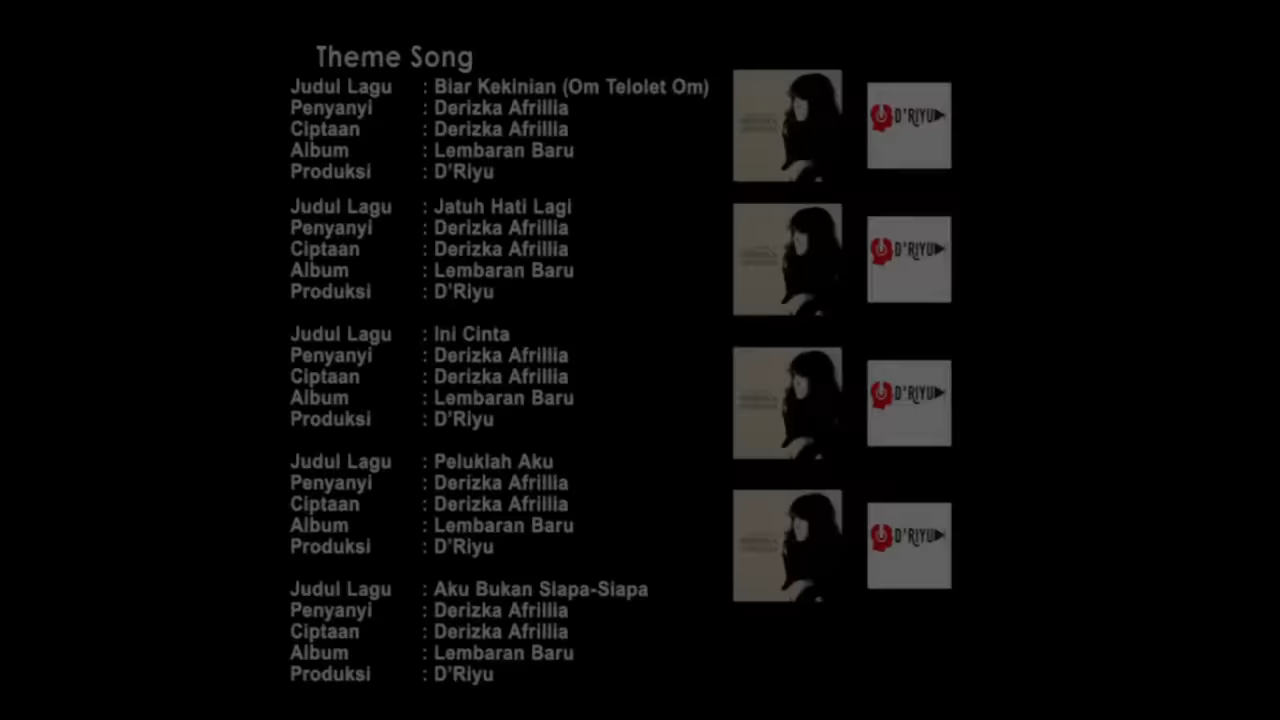 Theme Song
Judul Lagu : Biar Kekinian (Om Telolet Om)
Penyanyi : Derizka Afrillia
Ciptaan : Derizka Afrillia
Album : Lembaran Baru
Produksi : D'Riyu
D'RIYU
Judul Lagu : Jatuh Hati Lagi
Penyanyi : Derizka Afrillia
Ciptaan : Derizka Afrillia
Album : Lembaran Baru
Produksi : D'Riyu
D'RIYU
Judul Lagu : Ini Cinta
Penyanyi : Derizka Afrillia
Ciptaan : Derizka Afrillia
Album : Lembaran Baru
Produksi : D'Riyu
D'RIYU
Judul Lagu : Peluklah Aku
Penyanyi : Derizka Afrillia
Ciptaan : Derizka Afrillia
Album : Lembaran Baru
Produksi : D'Riyu
D'RIYU
Judul Lagu : Aku Bukan Siapa-Siapa
Penyanyi : Derizka Afrillia
Ciptaan : Derizka Afrillia
Album : Lembaran Baru
Produksi : D'Riyu